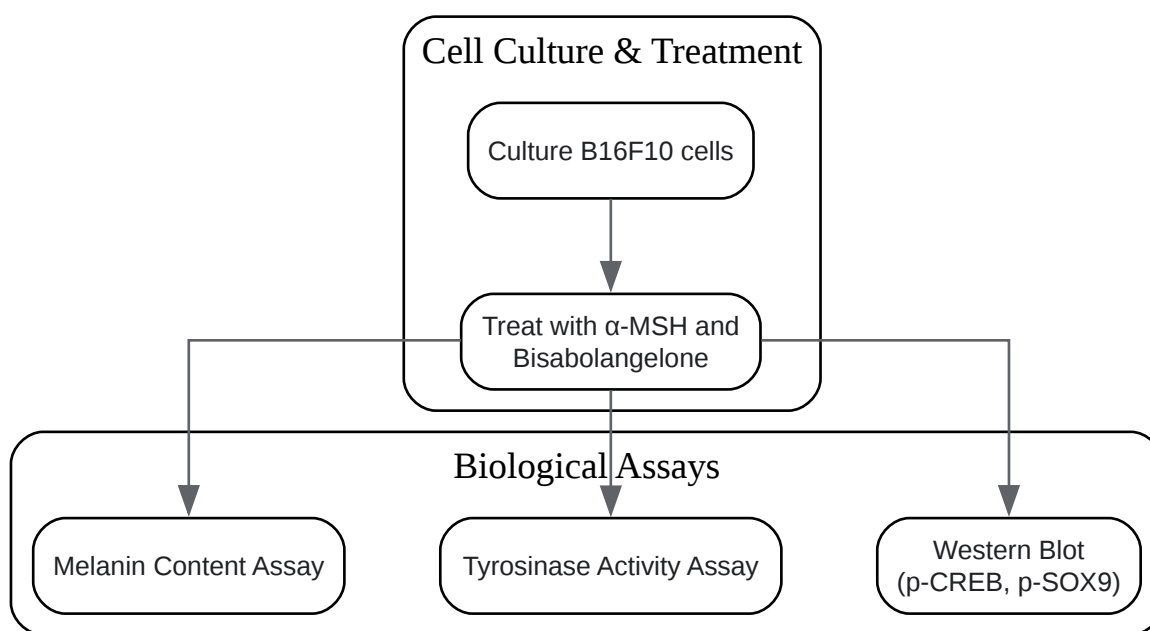 Cell Culture & Treatment
Culture B16F10 cells
Treat with α-MSH and
Bisabolangelone
Biological Assays
Melanin Content Assay
Tyrosinase Activity Assay
Western Blot
(p-CREB, p-SOX9)